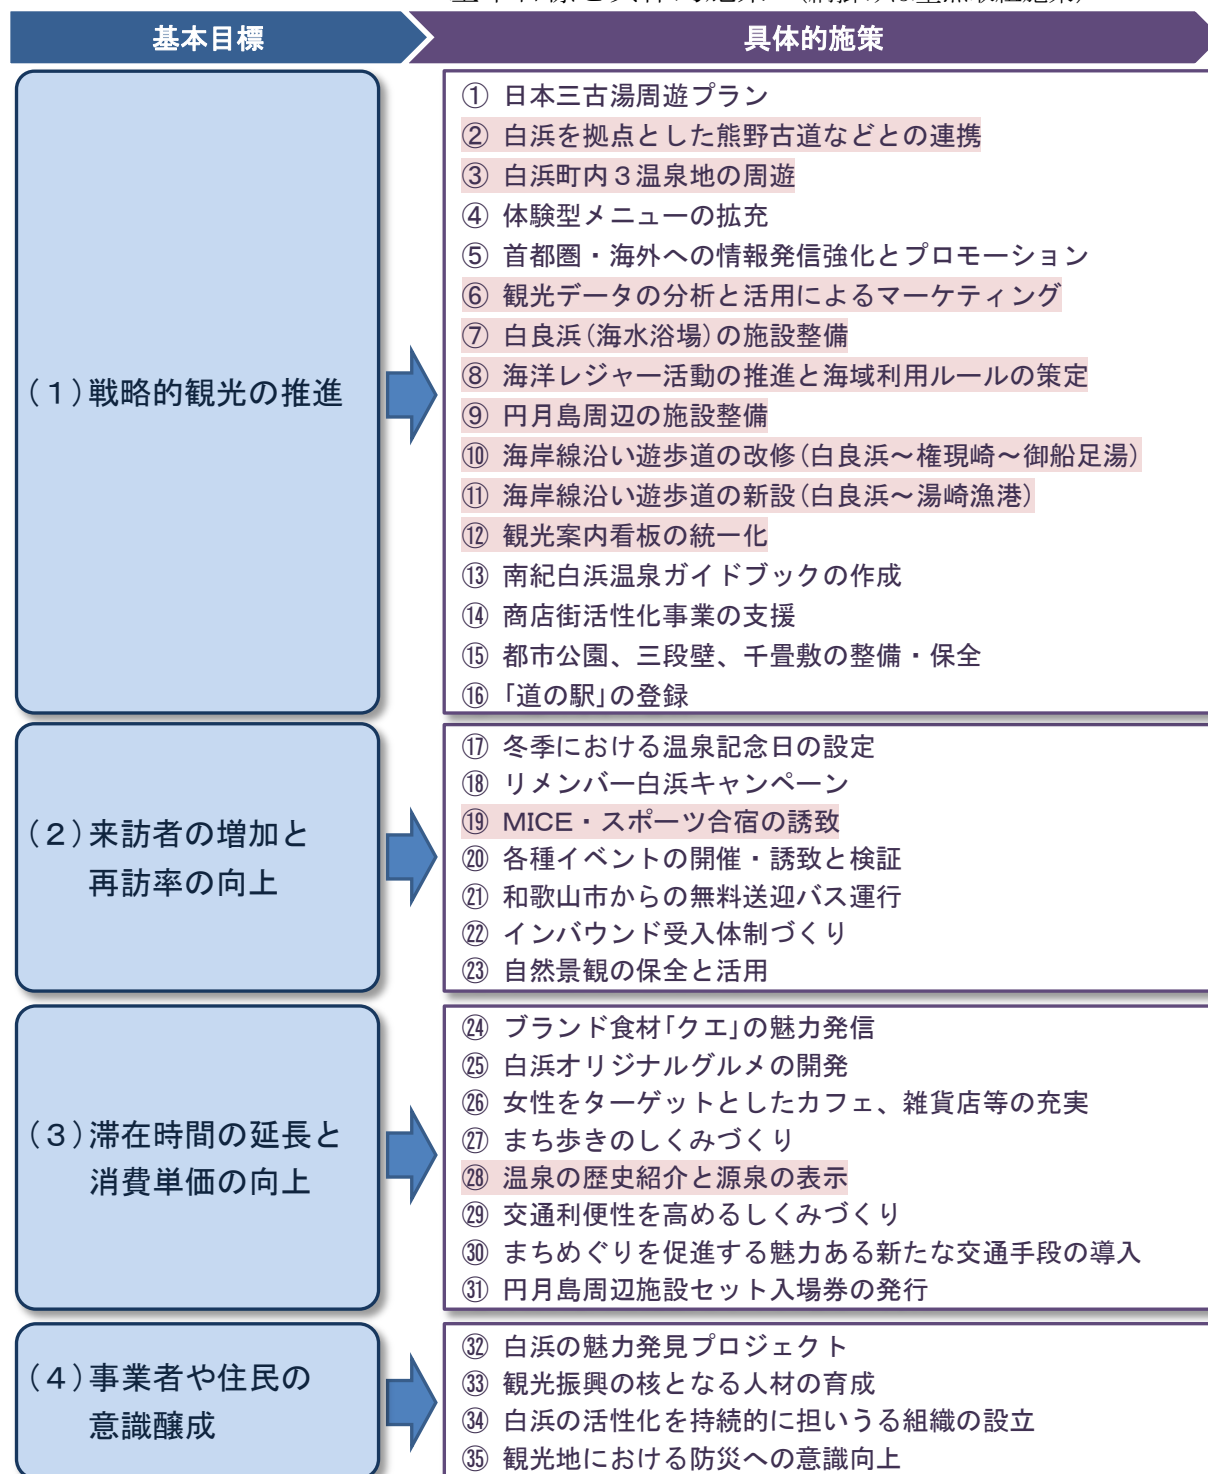 基本目標
具体的施策
(1)戦略的観光の推進
① 日本三古湯周遊プラン
② 白浜を拠点とした熊野古道などとの連携
③ 白浜町内3温泉地の周遊
④ 体験型メニューの拡充
⑤ 首都圏・海外への情報発信強化とプロモーション
⑥ 観光データの分析と活用によるマーケティング
⑦ 白良浜(海水浴場)の施設整備
⑧ 海洋レジャー活動の推進と海域利用ルールの策定
⑨ 円月島周辺の施設整備
⑩ 海岸線沿い遊歩道の改修(白良浜～権現崎～御船足湯)
⑪ 海岸線沿い遊歩道の新設(白良浜～湯崎漁港)
⑫ 観光案内看板の統一化
⑬ 南紀白浜温泉ガイドブックの作成
⑭ 商店街活性化事業の支援
⑮ 都市公園、三段壁、千畳敷の整備・保全
⑯ 「道の駅」の登録
(2)来訪者の増加と
再訪率の向上
⑰ 冬季における温泉記念日の設定
⑱ リメンバー白浜キャンペーン
⑲ MICE・スポーツ合宿の誘致
⑳ 各種イベントの開催・誘致と検証
㉑ 和歌山市からの無料送迎バス運行
㉒ インバウンド受入体制づくり
㉓ 自然景観の保全と活用
(3)滞在時間の延長と
消費単価の向上
㉔ ブランド食材「クエ」の魅力発信
㉕ 白浜オリジナルグルメの開発
㉖ 女性をターゲットとしたカフェ、雑貨店等の充実
㉗ まち歩きのしくみづくり
㉘ 温泉の歴史紹介と源泉の表示
㉙ 交通利便性を高めるしくみづくり
㉚ まちめぐりを促進する魅力ある新たな交通手段の導入
㉛ 円月島周辺施設セット入場券の発行
(4)事業者や住民の
意識醸成
㉜ 白浜の魅力発見プロジェクト
㉝ 観光振興の核となる人材の育成
㉞ 白浜の活性化を持続的に担いうる組織の設立
㉟ 観光地における防災への意識向上